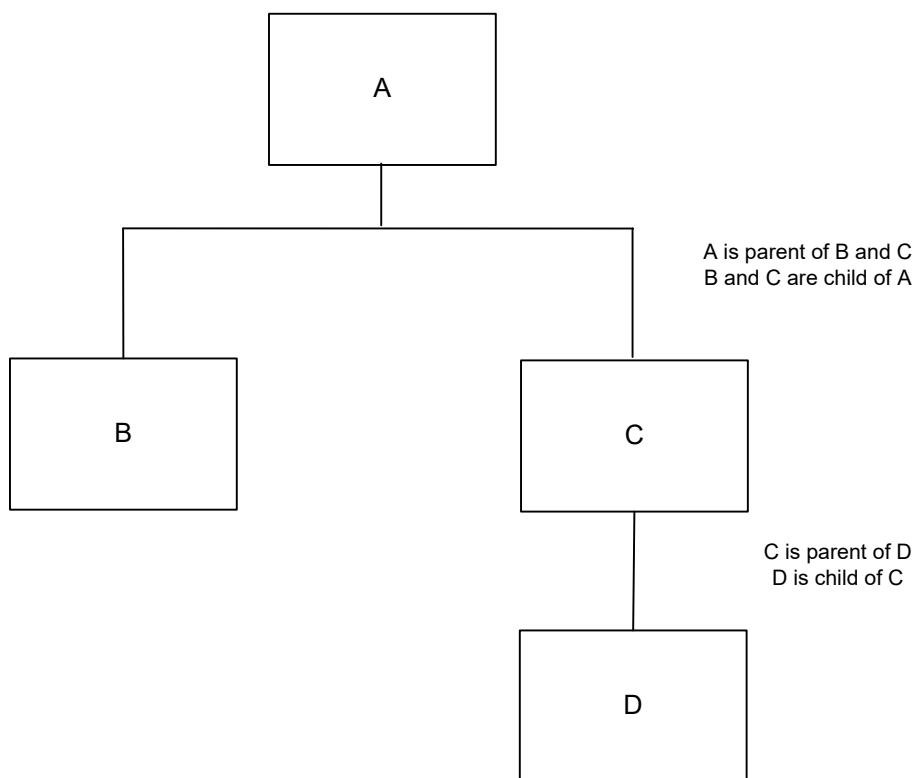 A
A is parent of B and C
B and C are child of A
B
C
C is parent of D
D is child of C
D